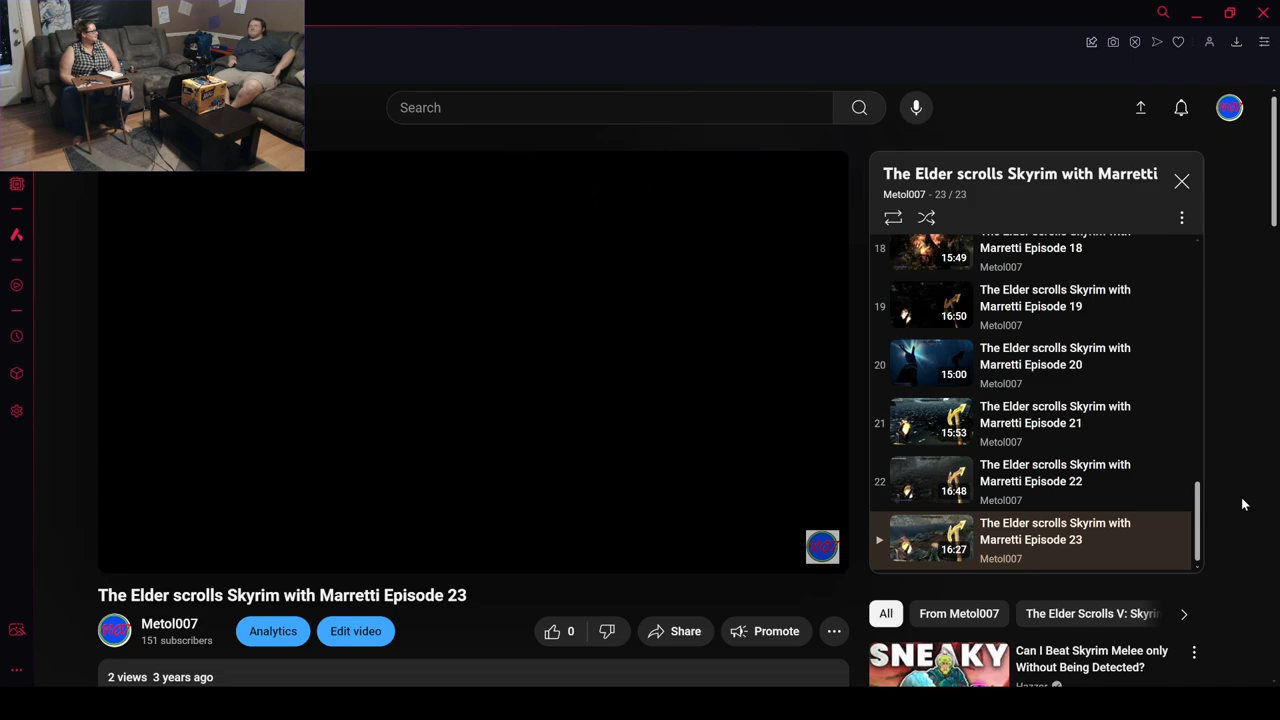 Search
The Elder scrolls Skyrim with Marretti
Metol007 - 23 / 23
The Elder scrolls Skyrim with
18
Marretti Episode 18
15:49
Metol007
19
The Elder scrolls Skyrim with
Marretti Episode 19
16:50
Metol007
20
The Elder scrolls Skyrim with
Marretti Episode 20
15:00
Metol007
21
The Elder scrolls Skyrim with
Marretti Episode 21
15:53
Metol007
22
The Elder scrolls Skyrim with
Marretti Episode 22
16:48
Metol007
The Elder scrolls Skyrim with
Marretti Episode 23
16:27
Metol007
The Elder scrolls Skyrim with Marretti Episode 23
Metol007
151 subscribers
Analytics
Edit video
0
Share
Promote
2 views 3 years ago
All
From Metol007
The Elder Scrolls V: Skyrim
SNEAKY
Can I Beat Skyrim Melee only
Without Being Detected?